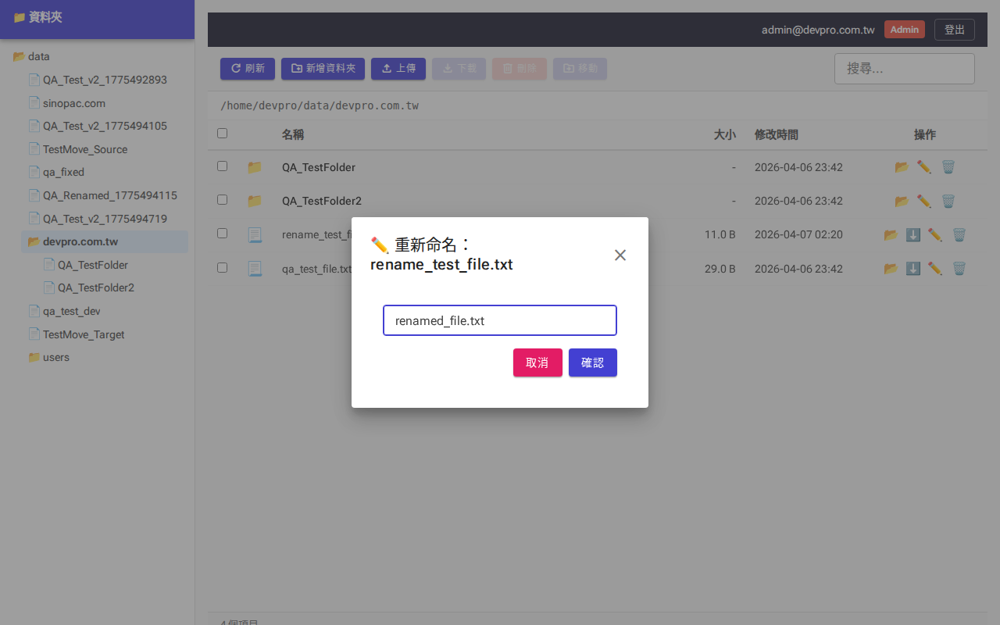 資料夾
data
QA_Test_v2_1775492893
sinopac.com
QA_Test_v2_1775494105
TestMove_Source
qa_fixed
QA_Renamed_1775494115
QA_Test_v2_1775494719
devpro.com.tw
QA_TestFolder
QA_TestFolder2
qa_test_dev
TestMove_Target
users
admin@devpro.com.tw Admin 登出
刷新 新增資料夾 上傳 下載 刪除 移動 搜尋...
/home/devpro/data/devpro.com.tw
名稱 大小 修改時間 操作
QA_TestFolder - 2026-04-06 23:42
QA_TestFolder2 - 2026-04-06 23:42
rename_test_fi 11.0 B 2026-04-07 02:20
qa_test_file.txt 29.0 B 2026-04-06 23:42
重新命名：
rename_test_file.txt
renamed_file.txt
取消 確認
4 個項目